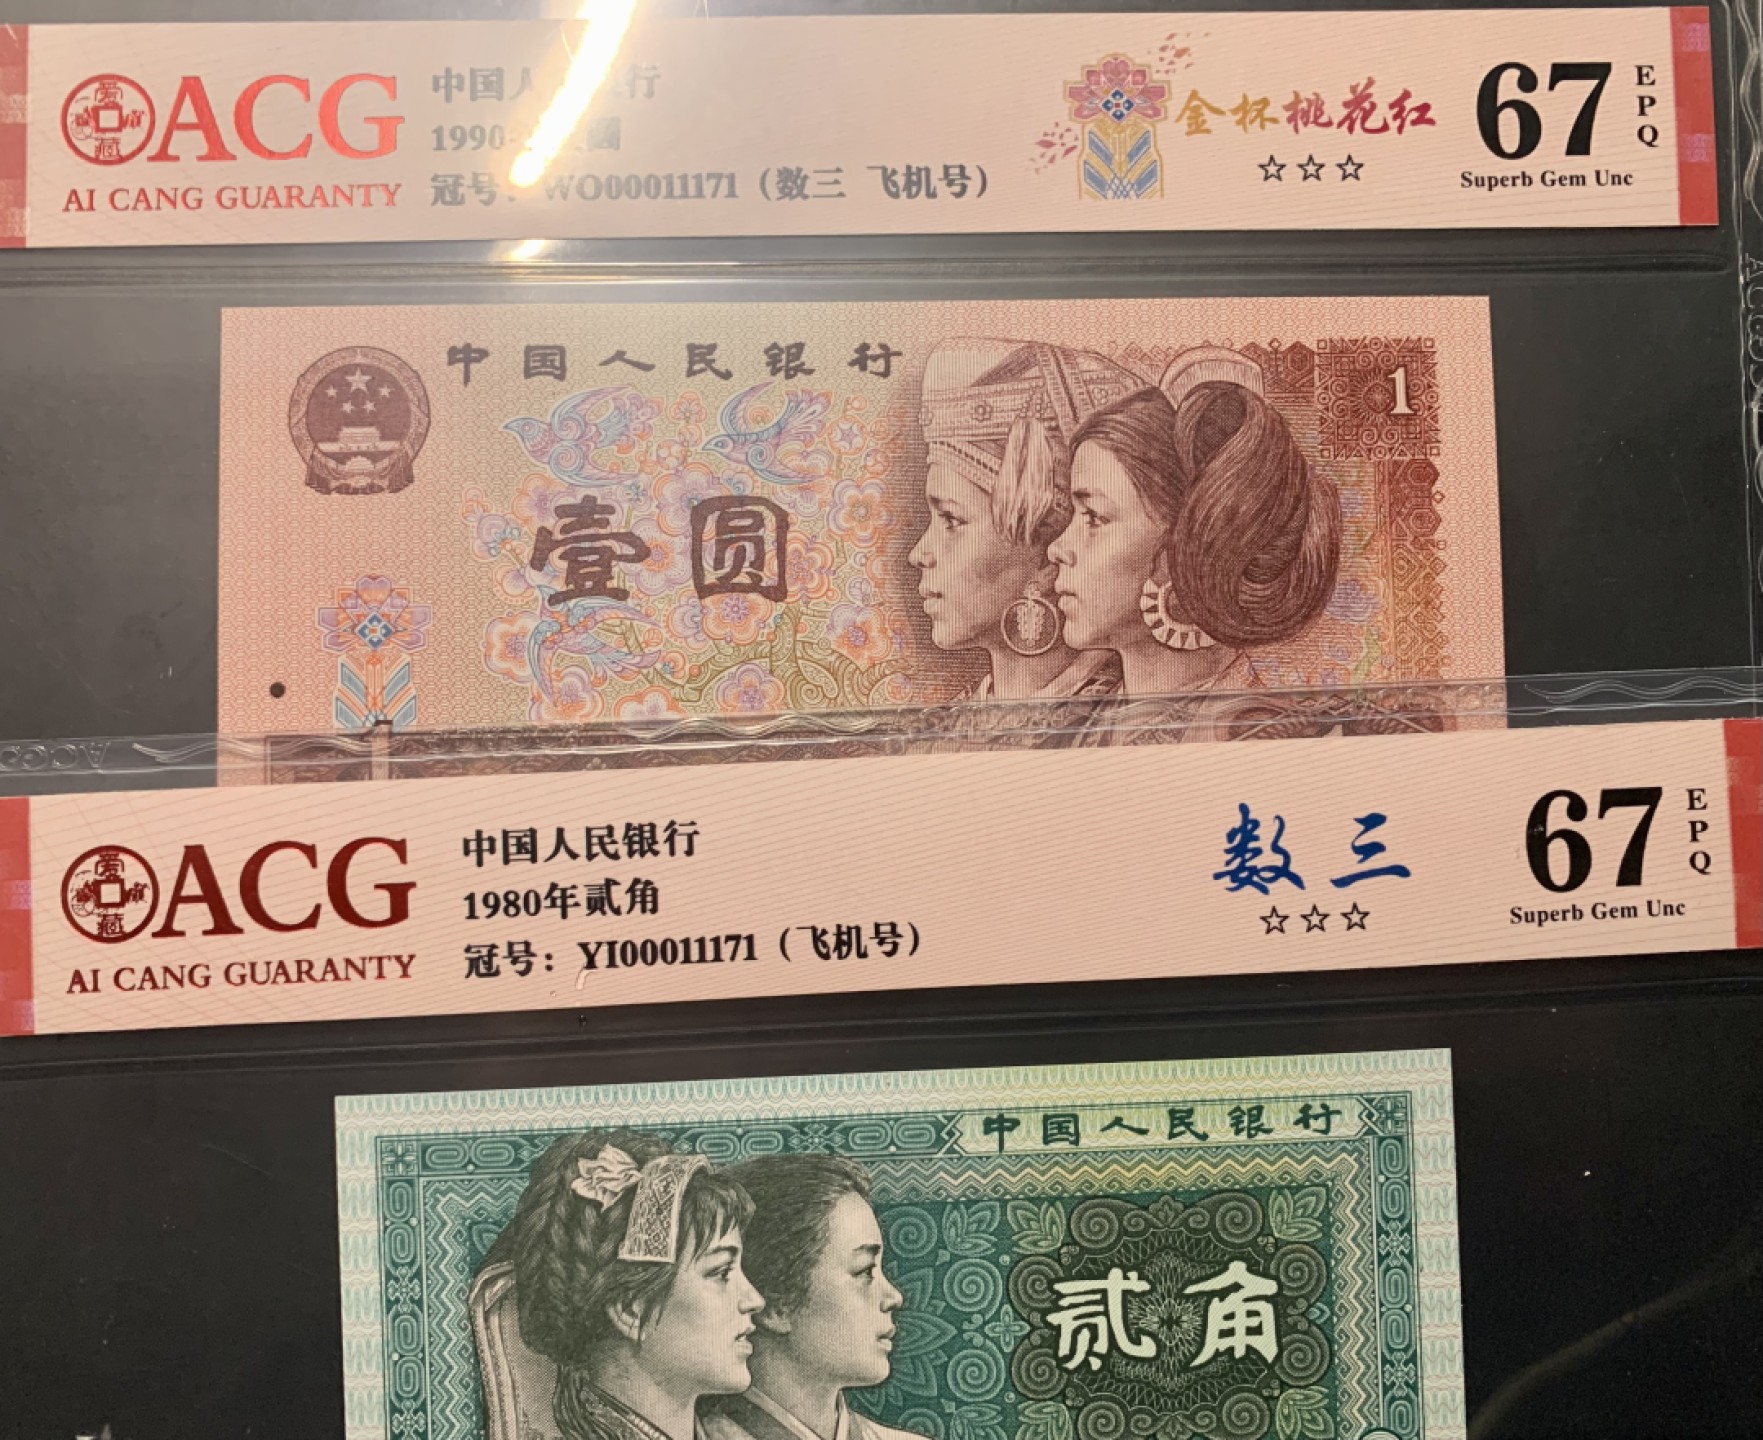 ACG
AI CANG GUARANTY
中国人 行
1990
冠号: WO00011171（数三 飞机号）
金杯桃花红
☆☆☆
67
EPQ
Superb Gem Unc
中国人民银行
壹圆
1
ACG
AI CANG GUARANTY
中国人民银行
1980年贰角
冠号：YI00011171（飞机号）
数三
☆☆☆
67
EPQ
Superb Gem Unc
中国人民银行
贰角